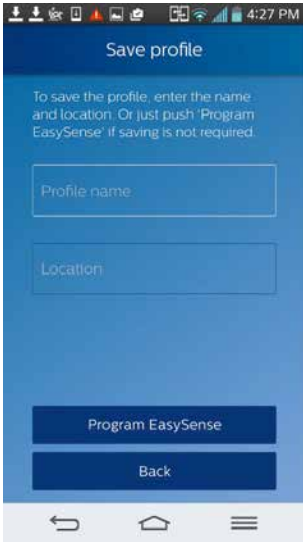 4:27 PM
Save profile
To save the profile, enter the name
and location. Or just push 'Program
EasySense' if saving is not required.
Profile name
Location
Program EasySense
Back